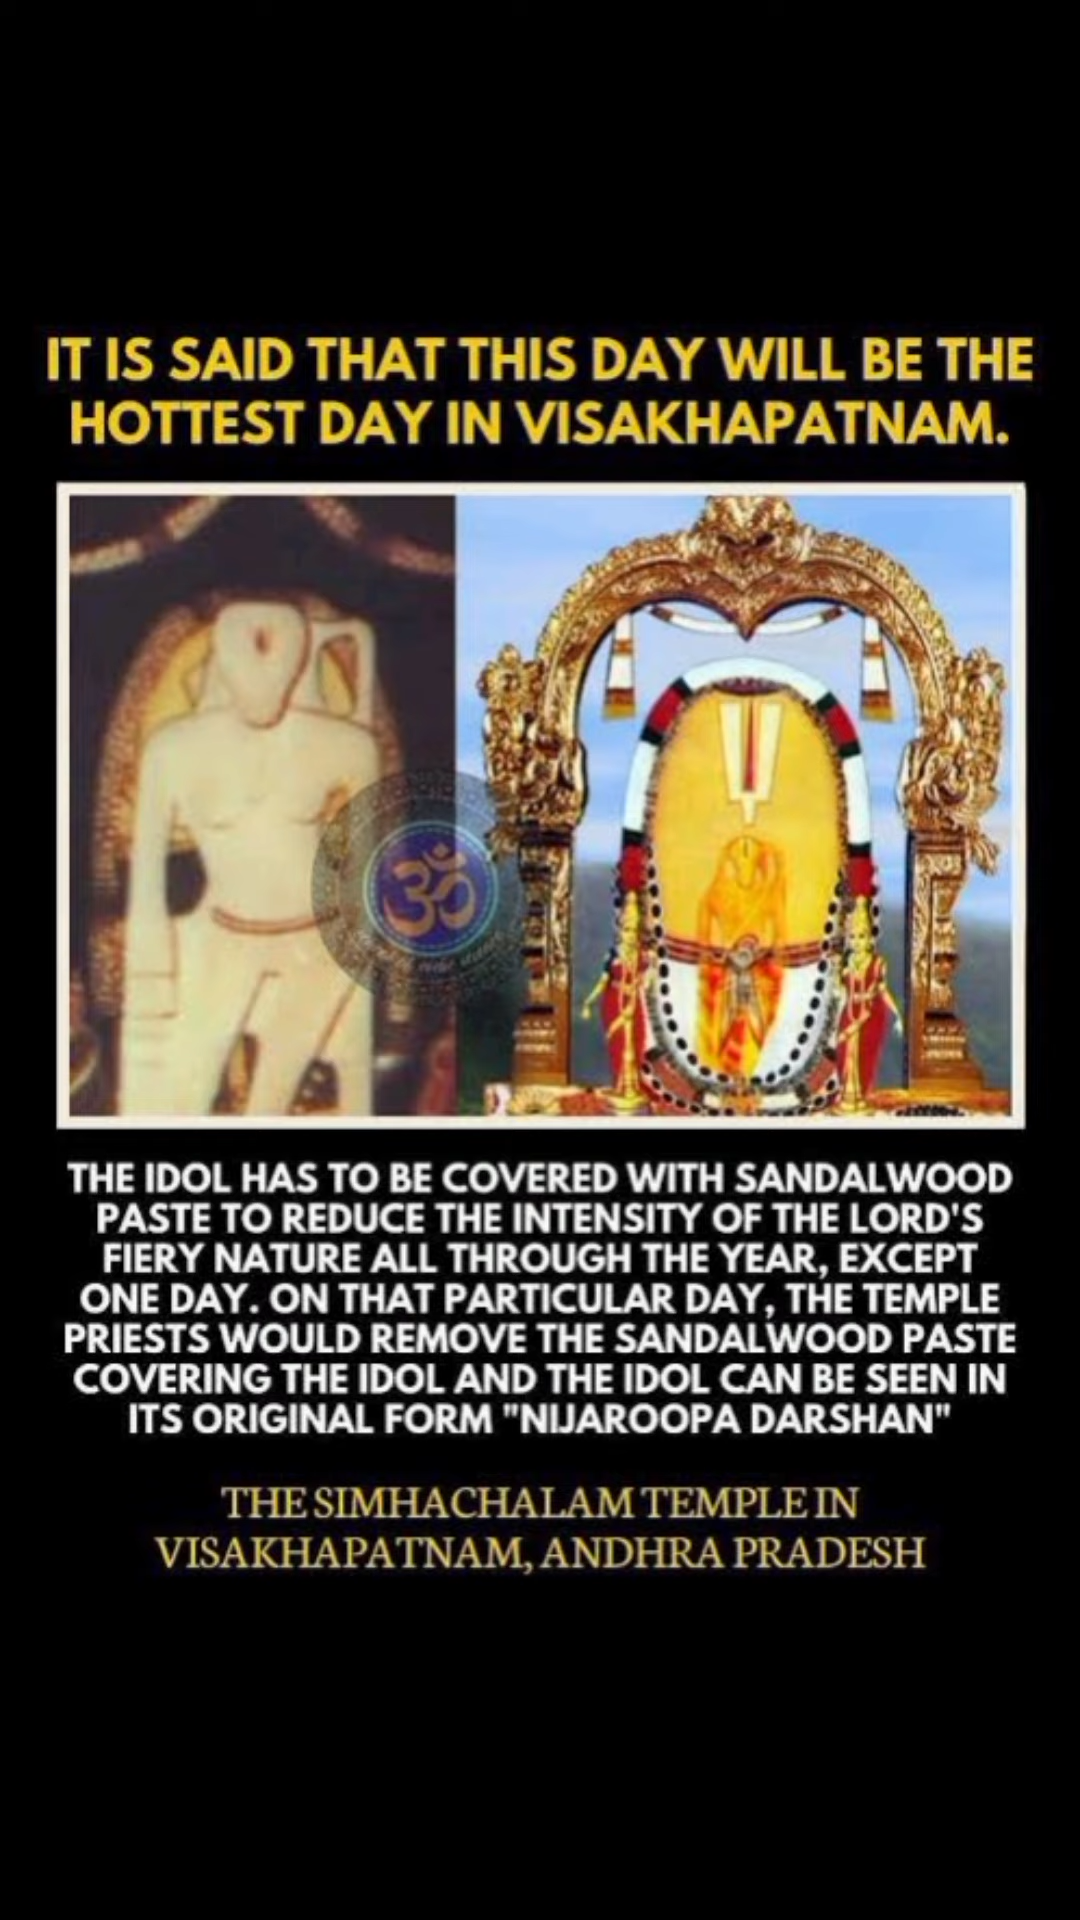 IT IS SAID THAT THIS DAY WILL BE THE
HOTTEST DAY IN VISAKHAPATNAM.
ॐ
THE IDOL HAS TO BE COVERED WITH SANDALWOOD
PASTE TO REDUCE THE INTENSITY OF THE LORD'S
FIERY NATURE ALL THROUGH THE YEAR, EXCEPT
ONE DAY. ON THAT PARTICULAR DAY, THE TEMPLE
PRIESTS WOULD REMOVE THE SANDALWOOD PASTE
COVERING THE IDOL AND THE IDOL CAN BE SEEN IN
ITS ORIGINAL FORM "NIJAROOPA DARSHAN"
THE SIMHACHALAM TEMPLE IN
VISAKHAPATNAM, ANDHRA PRADESH